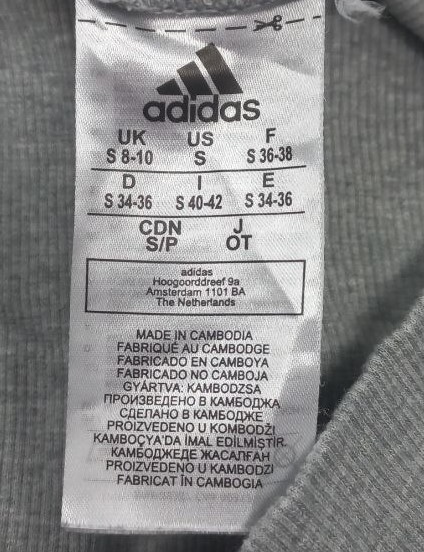 adidas
UK US F
S 8-10 S S 36-38
D I E
S 34-36 S 40-42 S 34-36
CDN J
S/P OT
adidas
Hoogoorddreef 9a
Amsterdam 1101 BA
The Netherlands
MADE IN CAMBODIA
FABRIQUÉ AU CAMBODGE
FABRICADO EN CAMBOYA
FABRICADO NO CAMBOJA
GYÁRTVA: KAMBODZSA
ПРОИЗВЕДЕНО В КАМБОДЖА
СДЕЛАНО В КАМБОДЖЕ
PROIZVEDENO U KOMBODŽI
KAMBOÇYA'DA İMAL EDİLMİŞTİR.
КАМБОДЖЕДЕ ЖАСАЛҒАН
PROIZVEDENO U KAMBODZI
FABRICAT ÎN CAMBOGIA